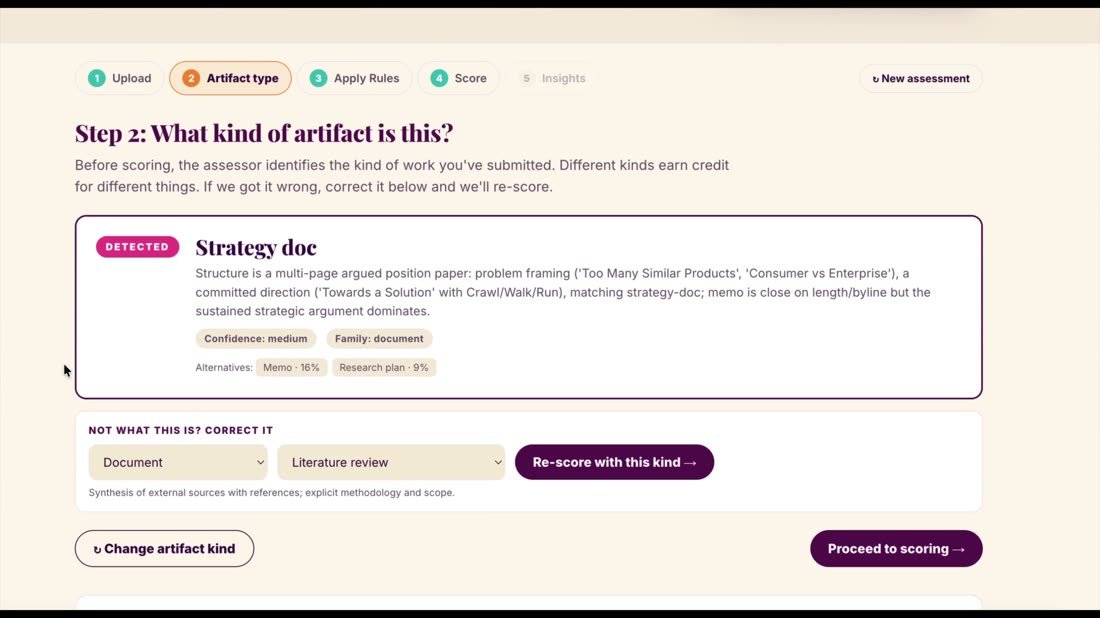 1 Upload 2 Artifact type 3 Apply Rules 4 Score 5 Insights ↻ New assessment
Step 2: What kind of artifact is this?
Before scoring, the assessor identifies the kind of work you've submitted. Different kinds earn credit
for different things. If we got it wrong, correct it below and we'll re-score.
DETECTED Strategy doc
Structure is a multi-page argued position paper: problem framing ('Too Many Similar Products', 'Consumer vs Enterprise'), a
committed direction ('Towards a Solution' with Crawl/Walk/Run), matching strategy-doc; memo is close on length/byline but the
sustained strategic argument dominates.
Confidence: medium Family: document
Alternatives: Memo · 16% Research plan · 9%
NOT WHAT THIS IS? CORRECT IT
Document Literature review Re-score with this kind →
Synthesis of external sources with references; explicit methodology and scope.
↻ Change artifact kind Proceed to scoring →